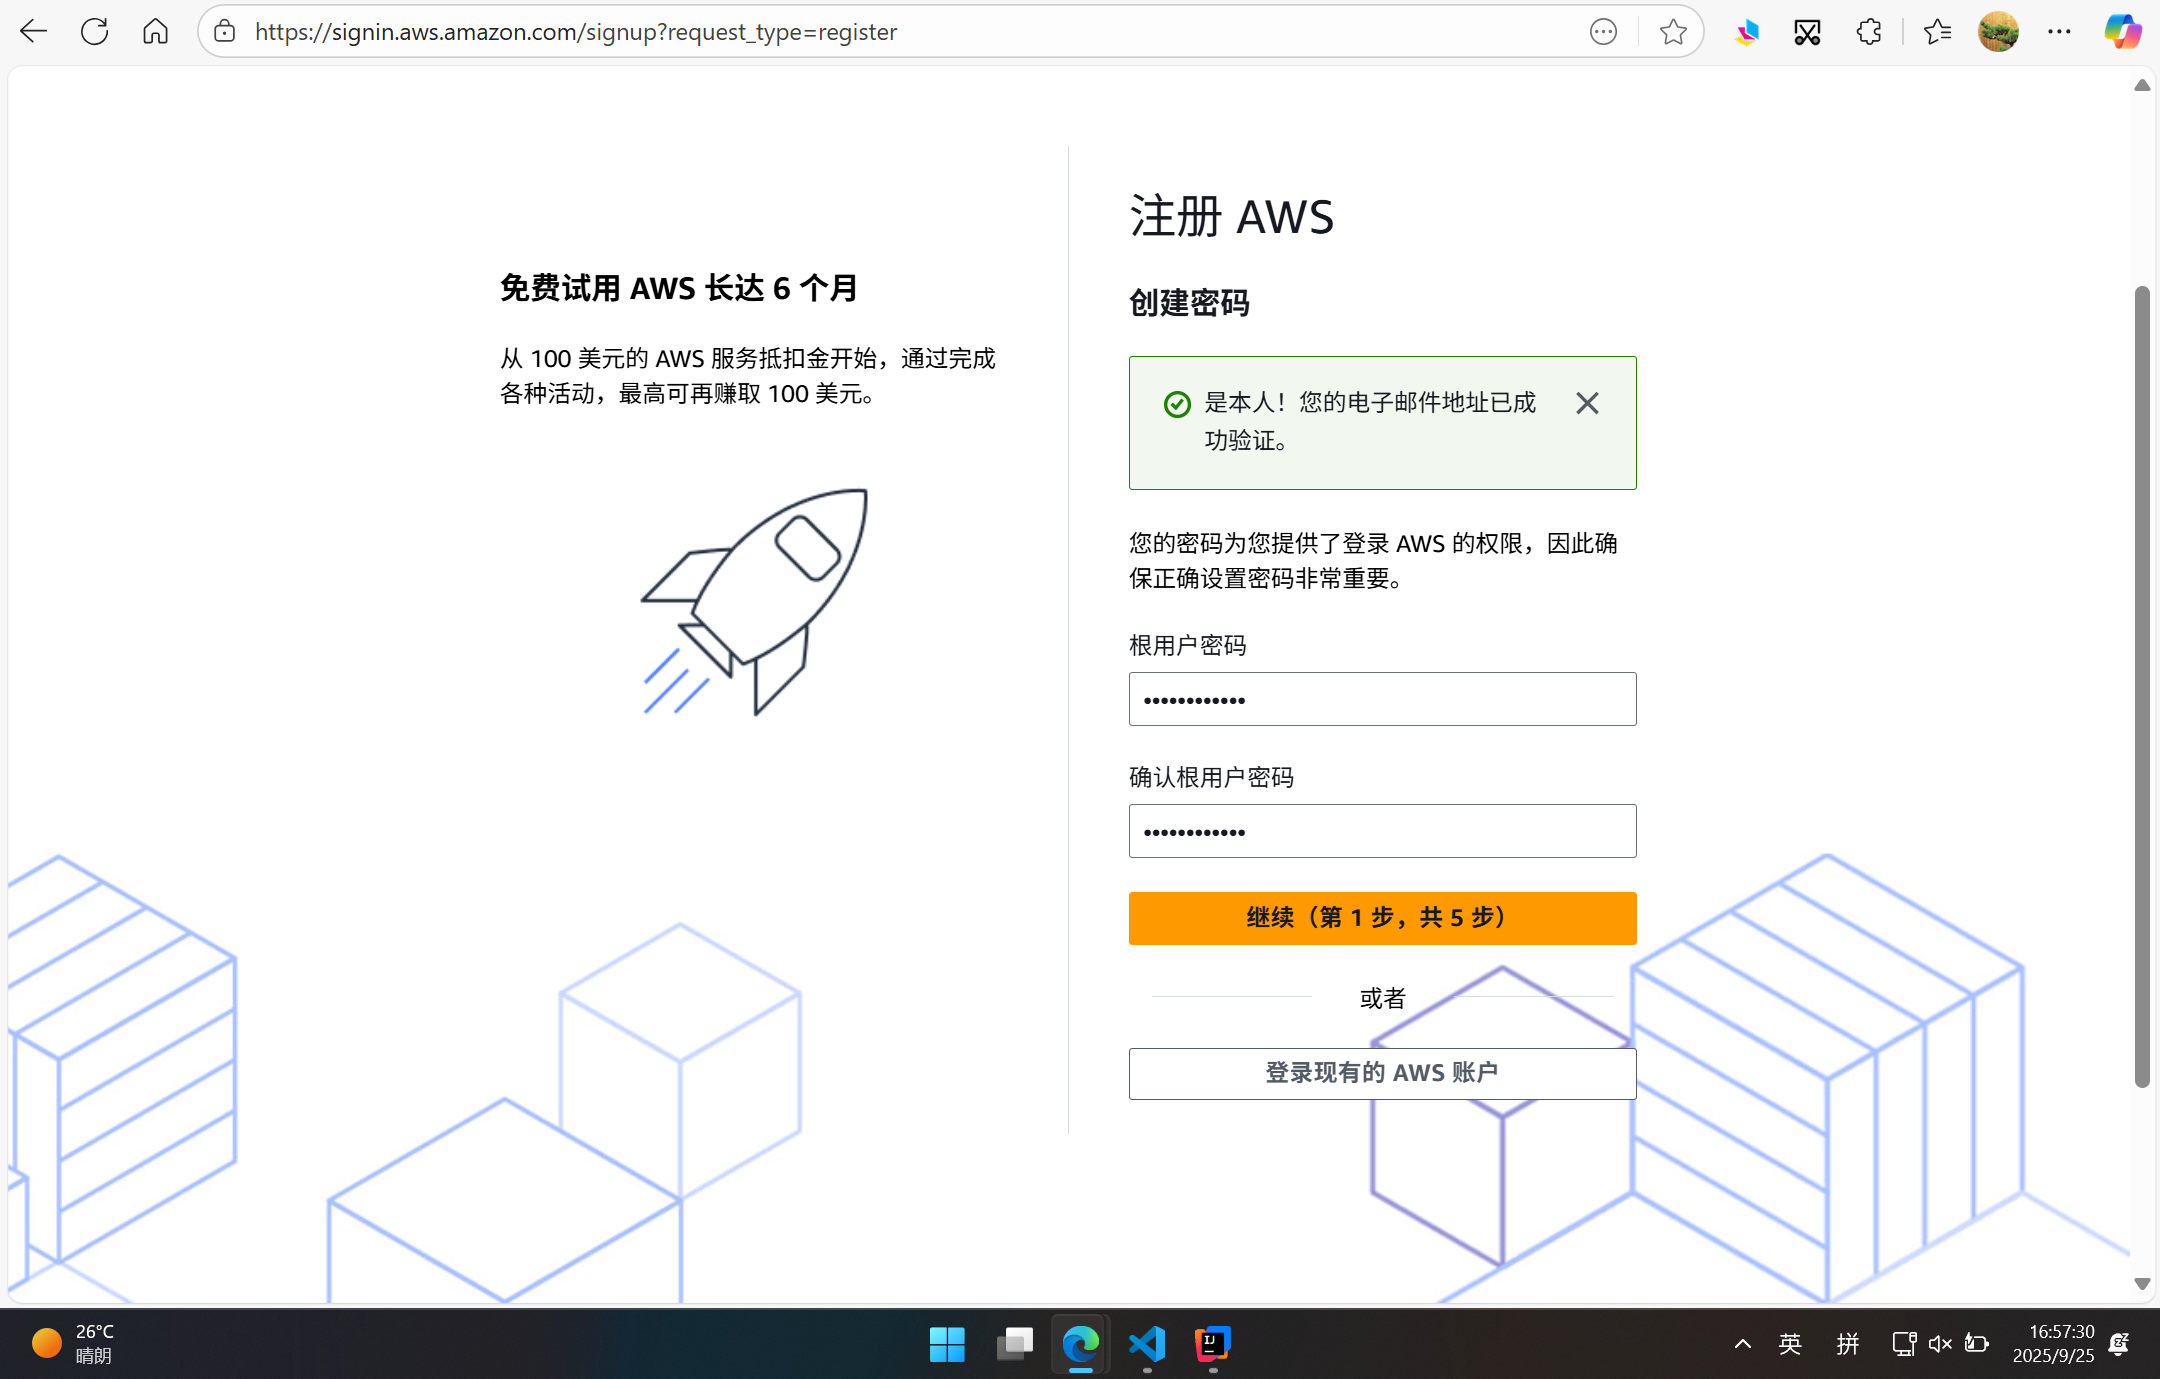 https://signin.aws.amazon.com/signup?request_type=register
免费试用 AWS 长达 6 个月
从 100 美元的 AWS 服务抵扣金开始，通过完成
各种活动，最高可再赚取 100 美元。
注册 AWS
创建密码
是本人！您的电子邮件地址已成
功验证。
您的密码为您提供了登录 AWS 的权限，因此确
保正确设置密码非常重要。
根用户密码
••••••••••••
确认根用户密码
••••••••••••
继续（第 1 步，共 5 步）
或者
登录现有的 AWS 账户
26°C
晴朗
IJ
英
拼
16:57:30
2025/9/25